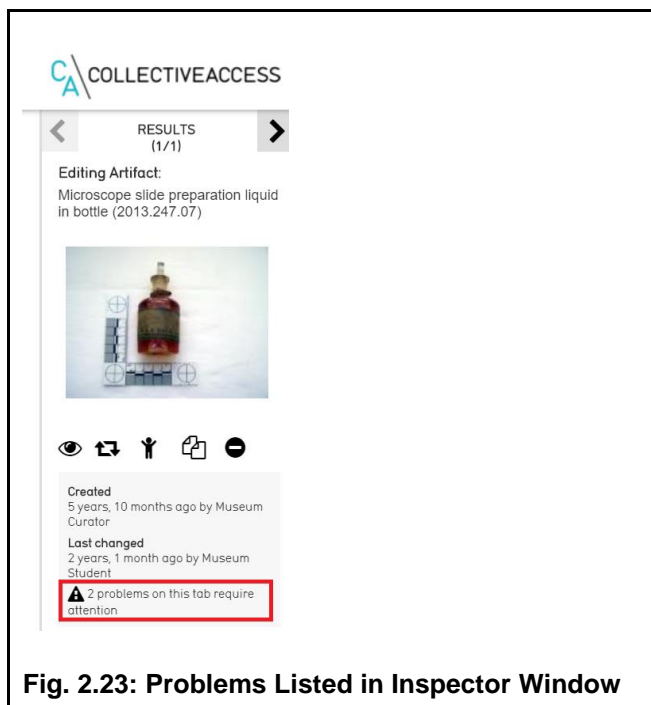 CA COLLECTIVEACCESS
RESULTS
(1/1)
Editing Artifact:
Microscope slide preparation liquid
in bottle (2013.247.07)
Created
5 years, 10 months ago by Museum
Curator
Last changed
2 years, 1 month ago by Museum
Student
2 problems on this tab require
attention
Fig. 2.23: Problems Listed in Inspector Window